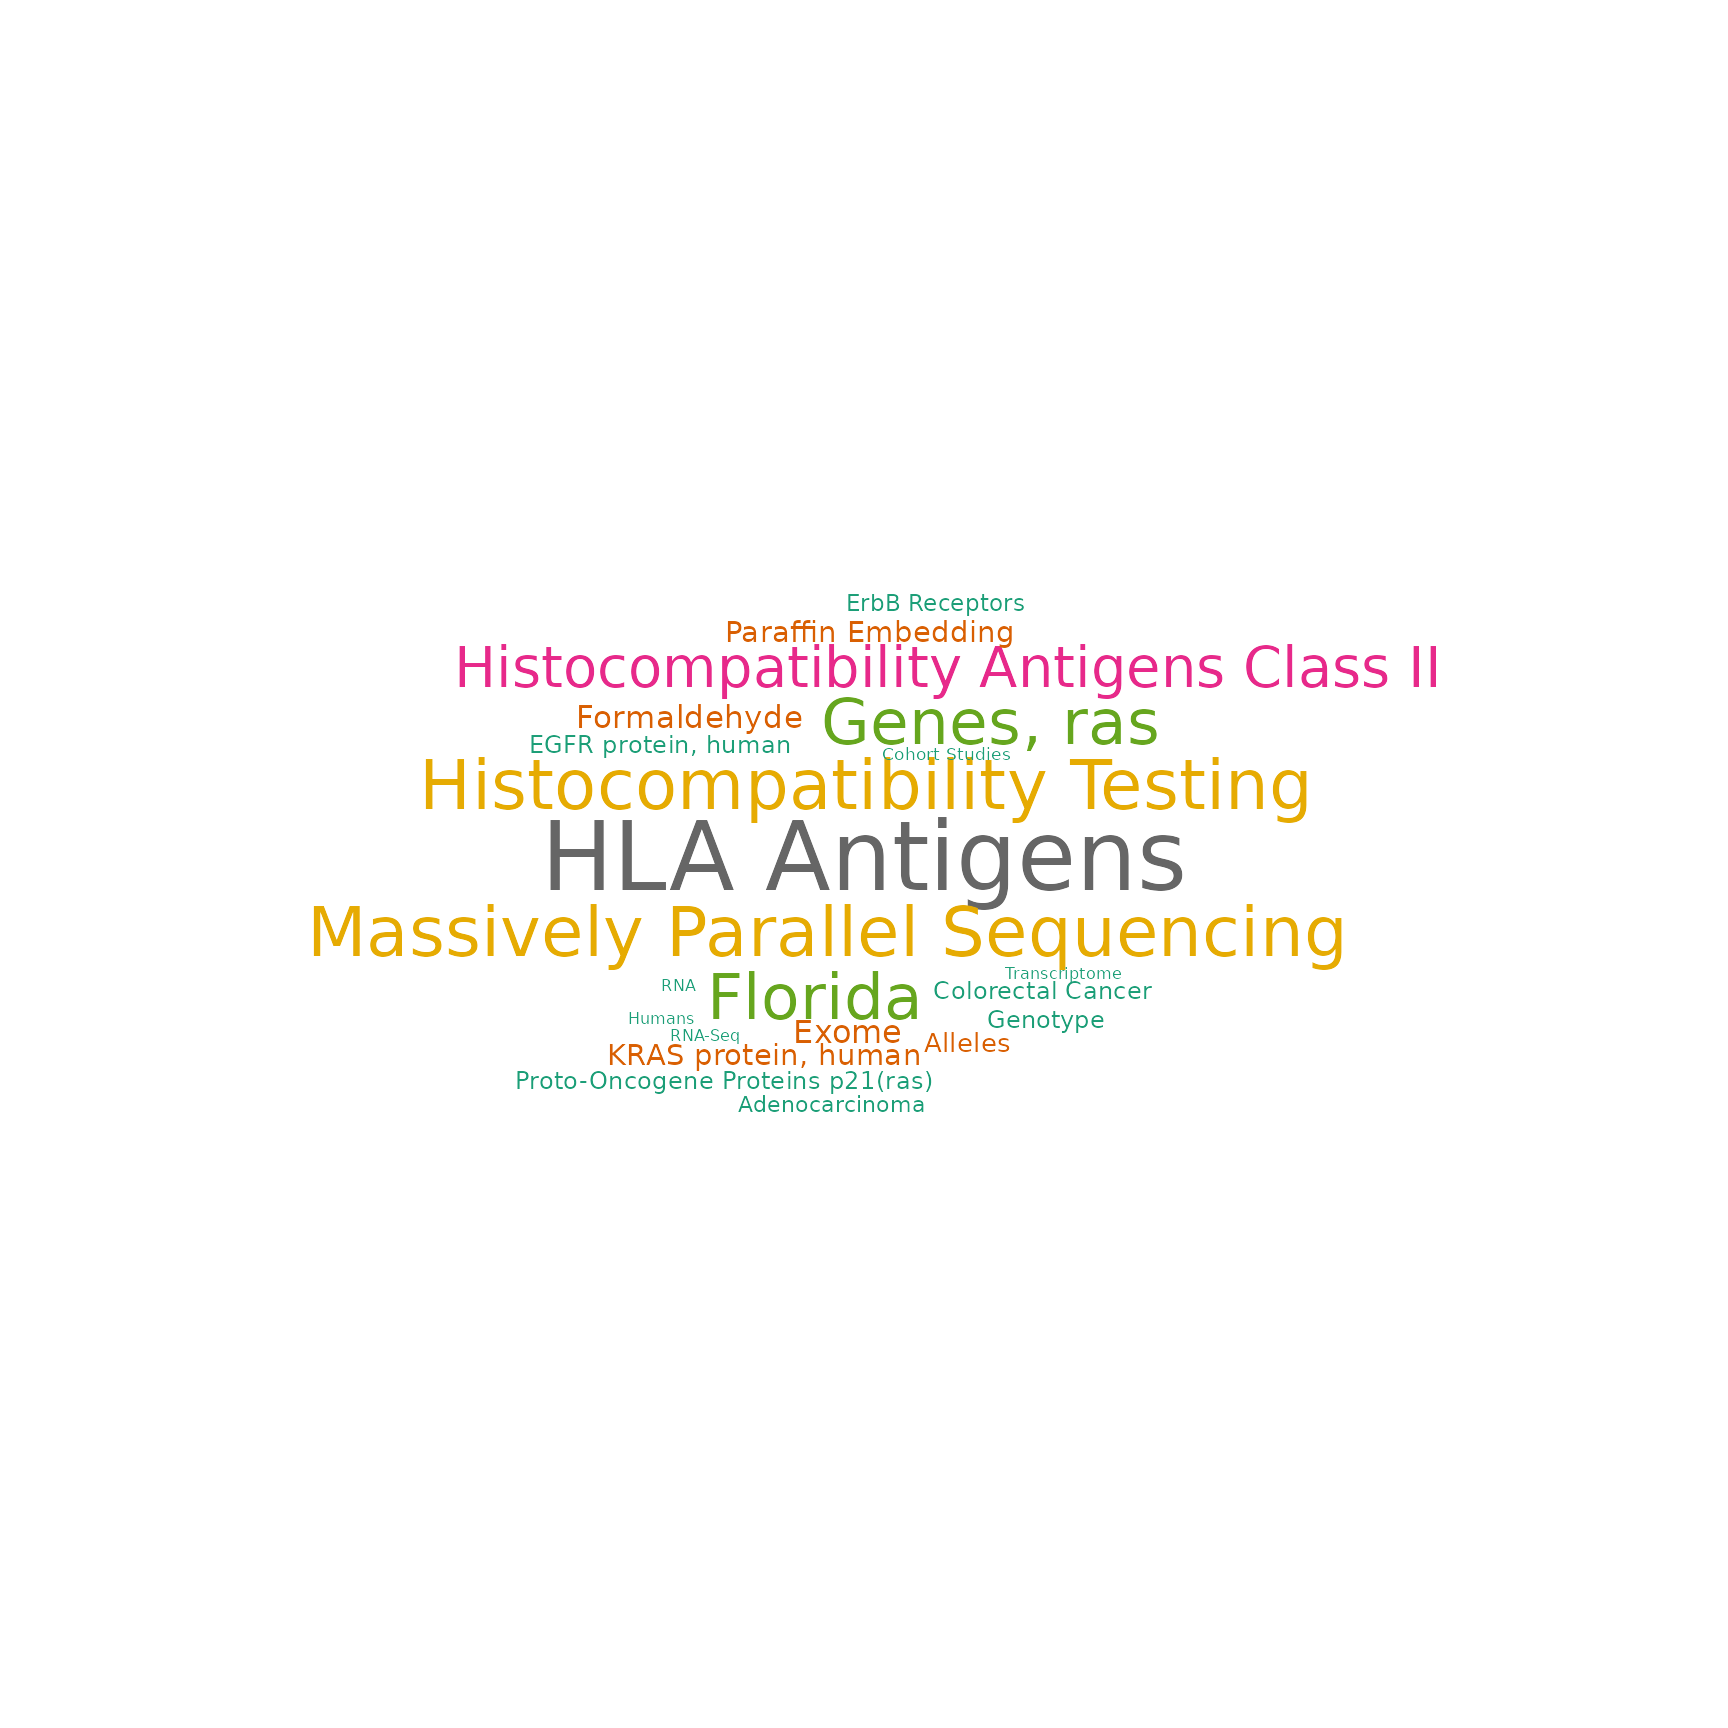 ErbB Receptors
Paraffin Embedding
Histocompatibility Antigens Class II
Formaldehyde
Genes, ras
EGFR protein, human
Cohort Studies
Histocompatibility Testing
HLA Antigens
Massively Parallel Sequencing
Transcriptome
RNA
Florida
Colorectal Cancer
Humans
Genotype
RNA-Seq
Exome
Alleles
KRAS protein, human
Proto-Oncogene Proteins p21(ras)
Adenocarcinoma